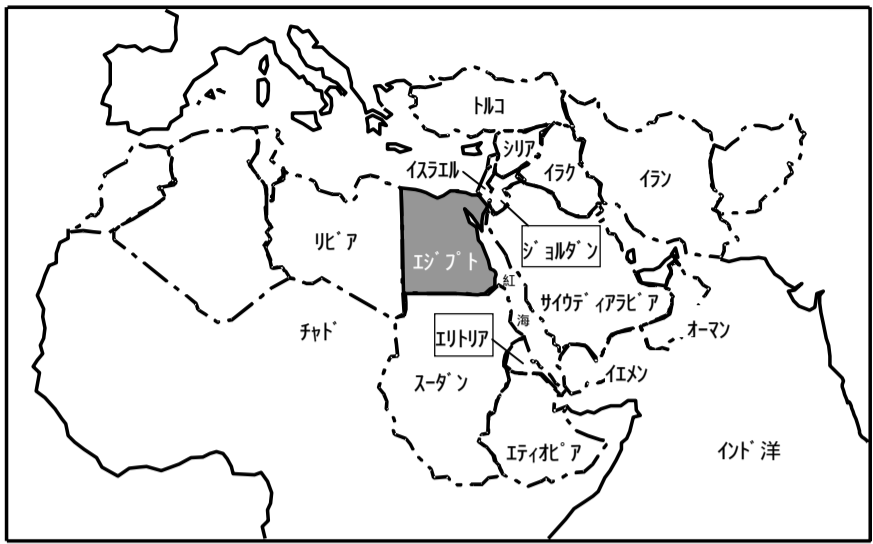 トルコ
シリア
イスラエル
イラク
イラン
リビア
エジプト
ジョルダン
紅
海
サイウディアラビア
チャド
エリトリア
オーマン
スーダン
イエメン
エティオピア
インド洋